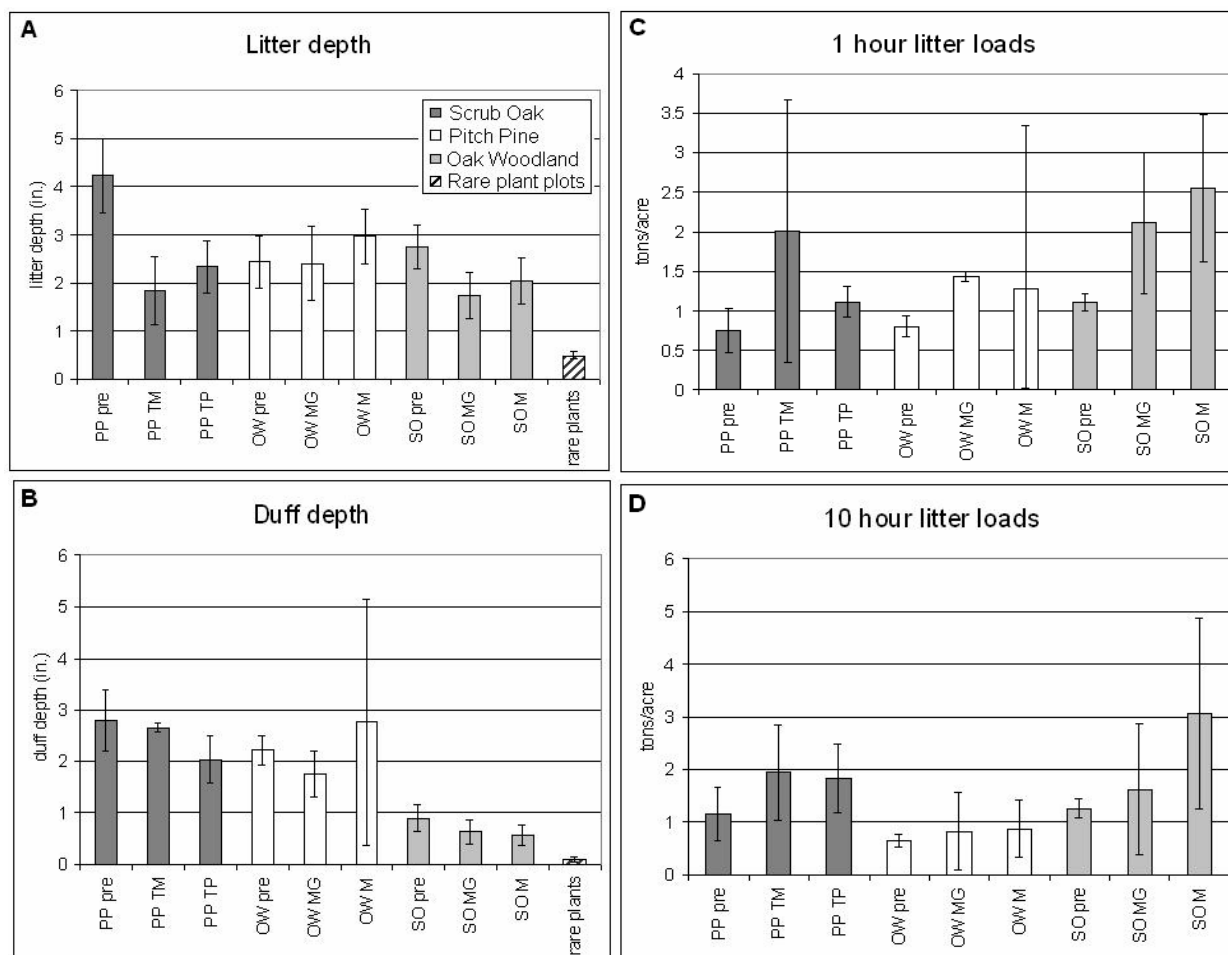 A
Litter depth
6
5
4
3
2
1
0
litter depth (in.)
Scrub Oak
Pitch Pine
Oak Woodland
Rare plant plots
PP pre
PP TM
PP TP
OW pre
OW MG
OW M
SO pre
SO MG
SO M
rare plants
B
Duff depth
6
5
4
3
2
1
0
duff depth (in.)
PP pre
PP TM
PP TP
OW pre
OW MG
OW M
SO pre
SO MG
SO M
rare plants
C
1 hour litter loads
4
3.5
3
2.5
2
1.5
1
0.5
0
tons/acre
PP pre
PP TM
PP TP
OW pre
OW MG
OW M
SO pre
SO MG
SO M
D
10 hour litter loads
6
5
4
3
2
1
0
tons/acre
PP pre
PP TM
PP TP
OW pre
OW MG
OW M
SO pre
SO MG
SO M